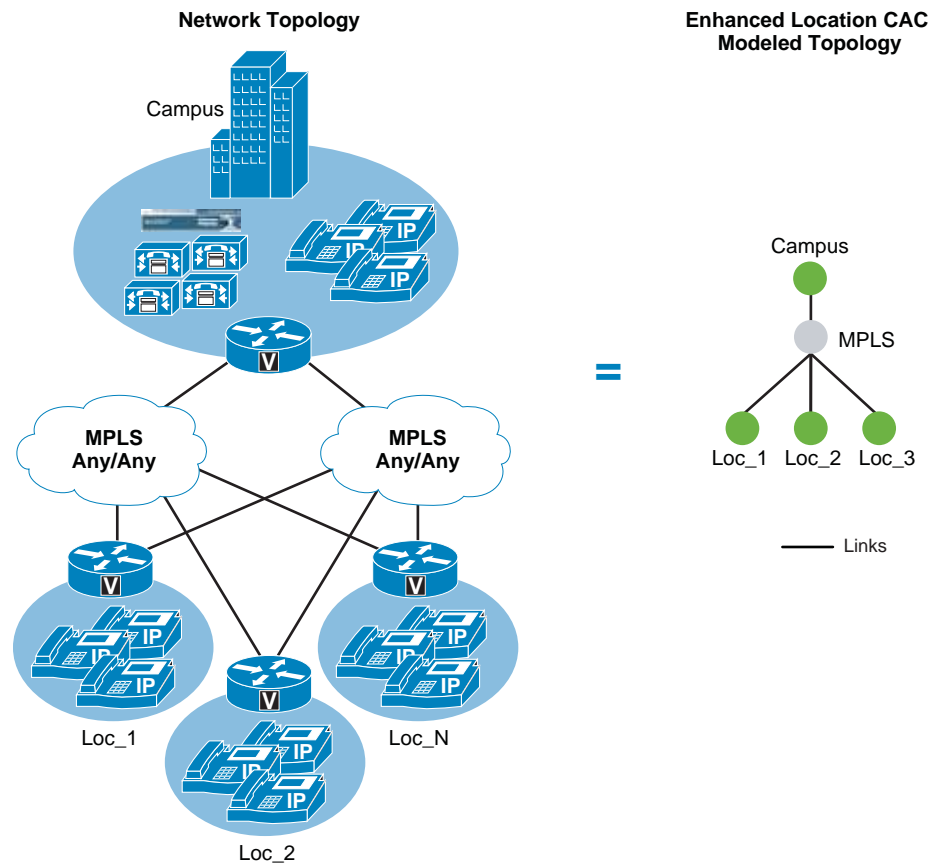 Network Topology
Enhanced Location CAC
Modeled Topology
Campus
IP
IP
IP
V
Campus
MPLS
=
MPLS
Any/Any
MPLS
Any/Any
Loc_1
Loc_2
Loc_3
Links
V
V
IP
IP
IP
IP
IP
IP
V
Loc_1
Loc_N
IP
IP
IP
Loc_2